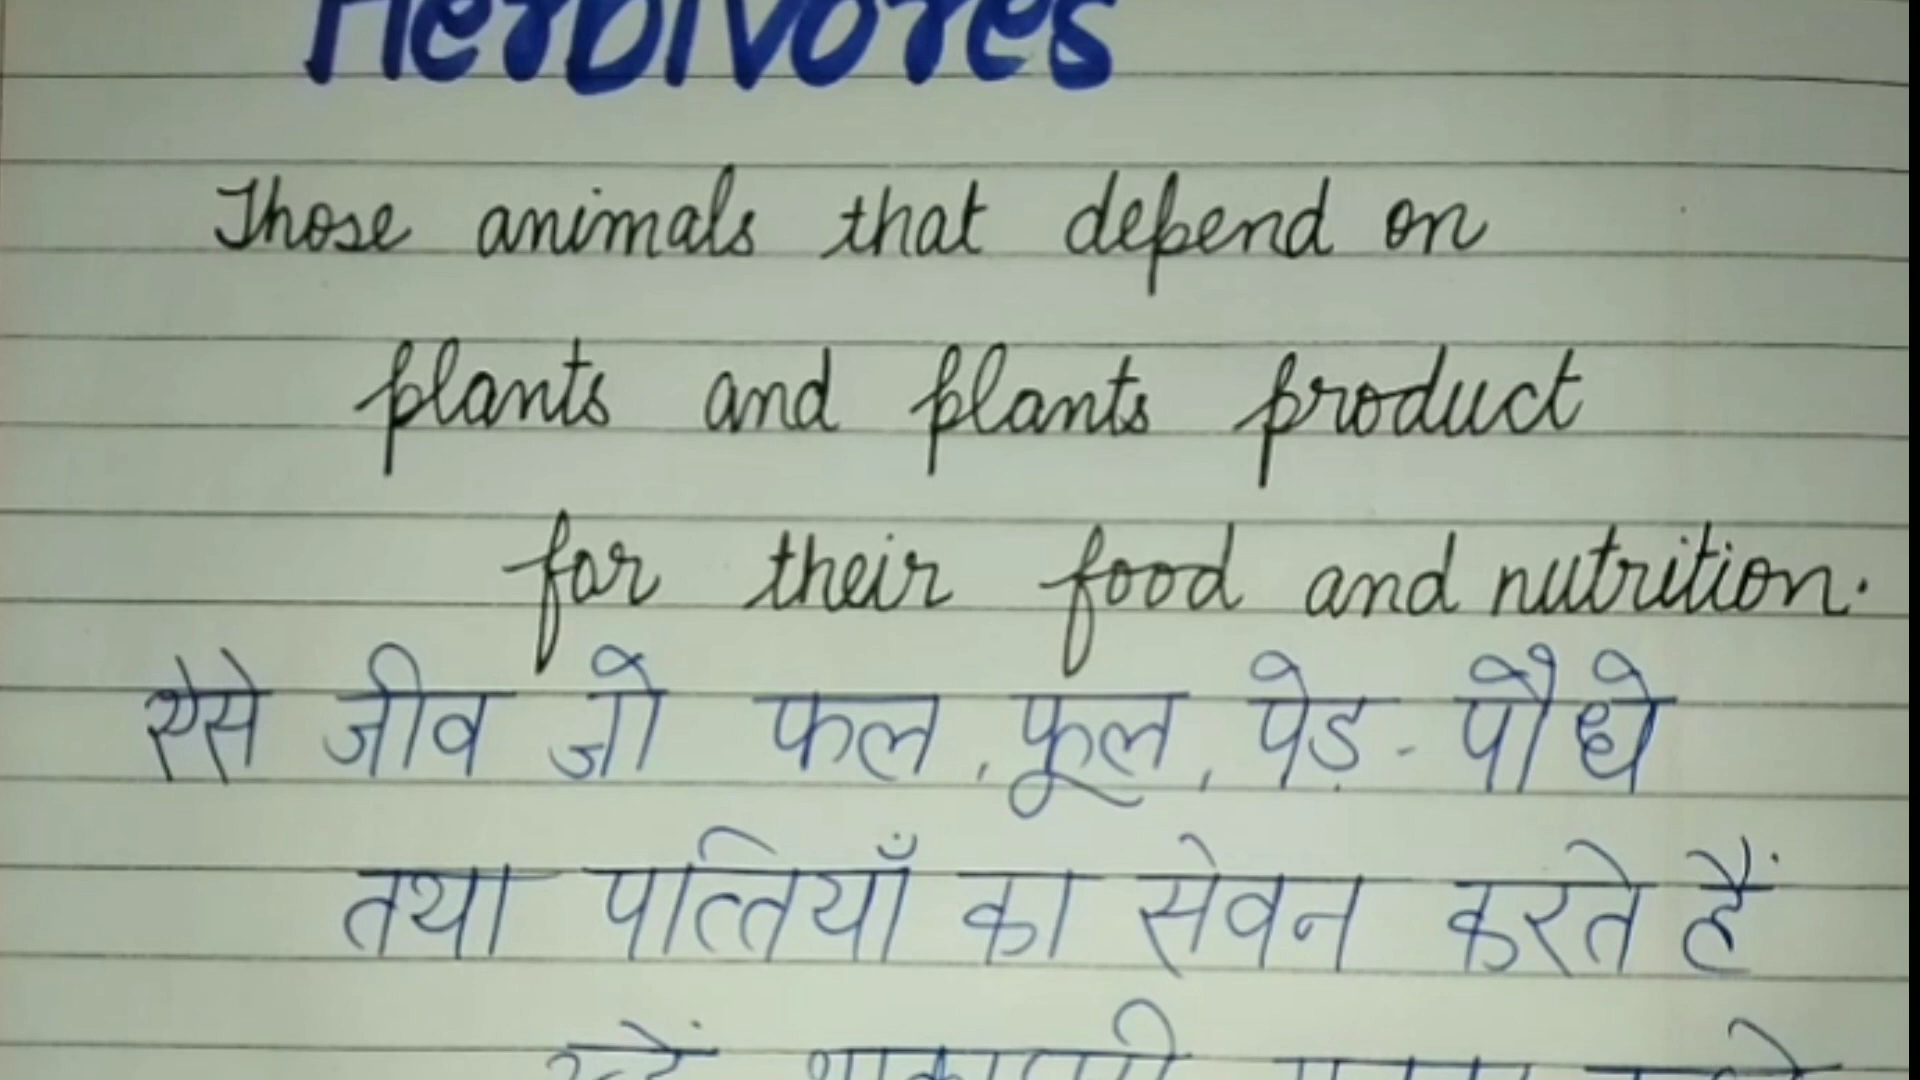 Herbivores
Those animals that depend on
plants and plants product
for their food and nutrition.
ऐसे जीव जो फल, फूल, पेड़-पौधे
तथा पत्तियाँ का सेवन करते हैं